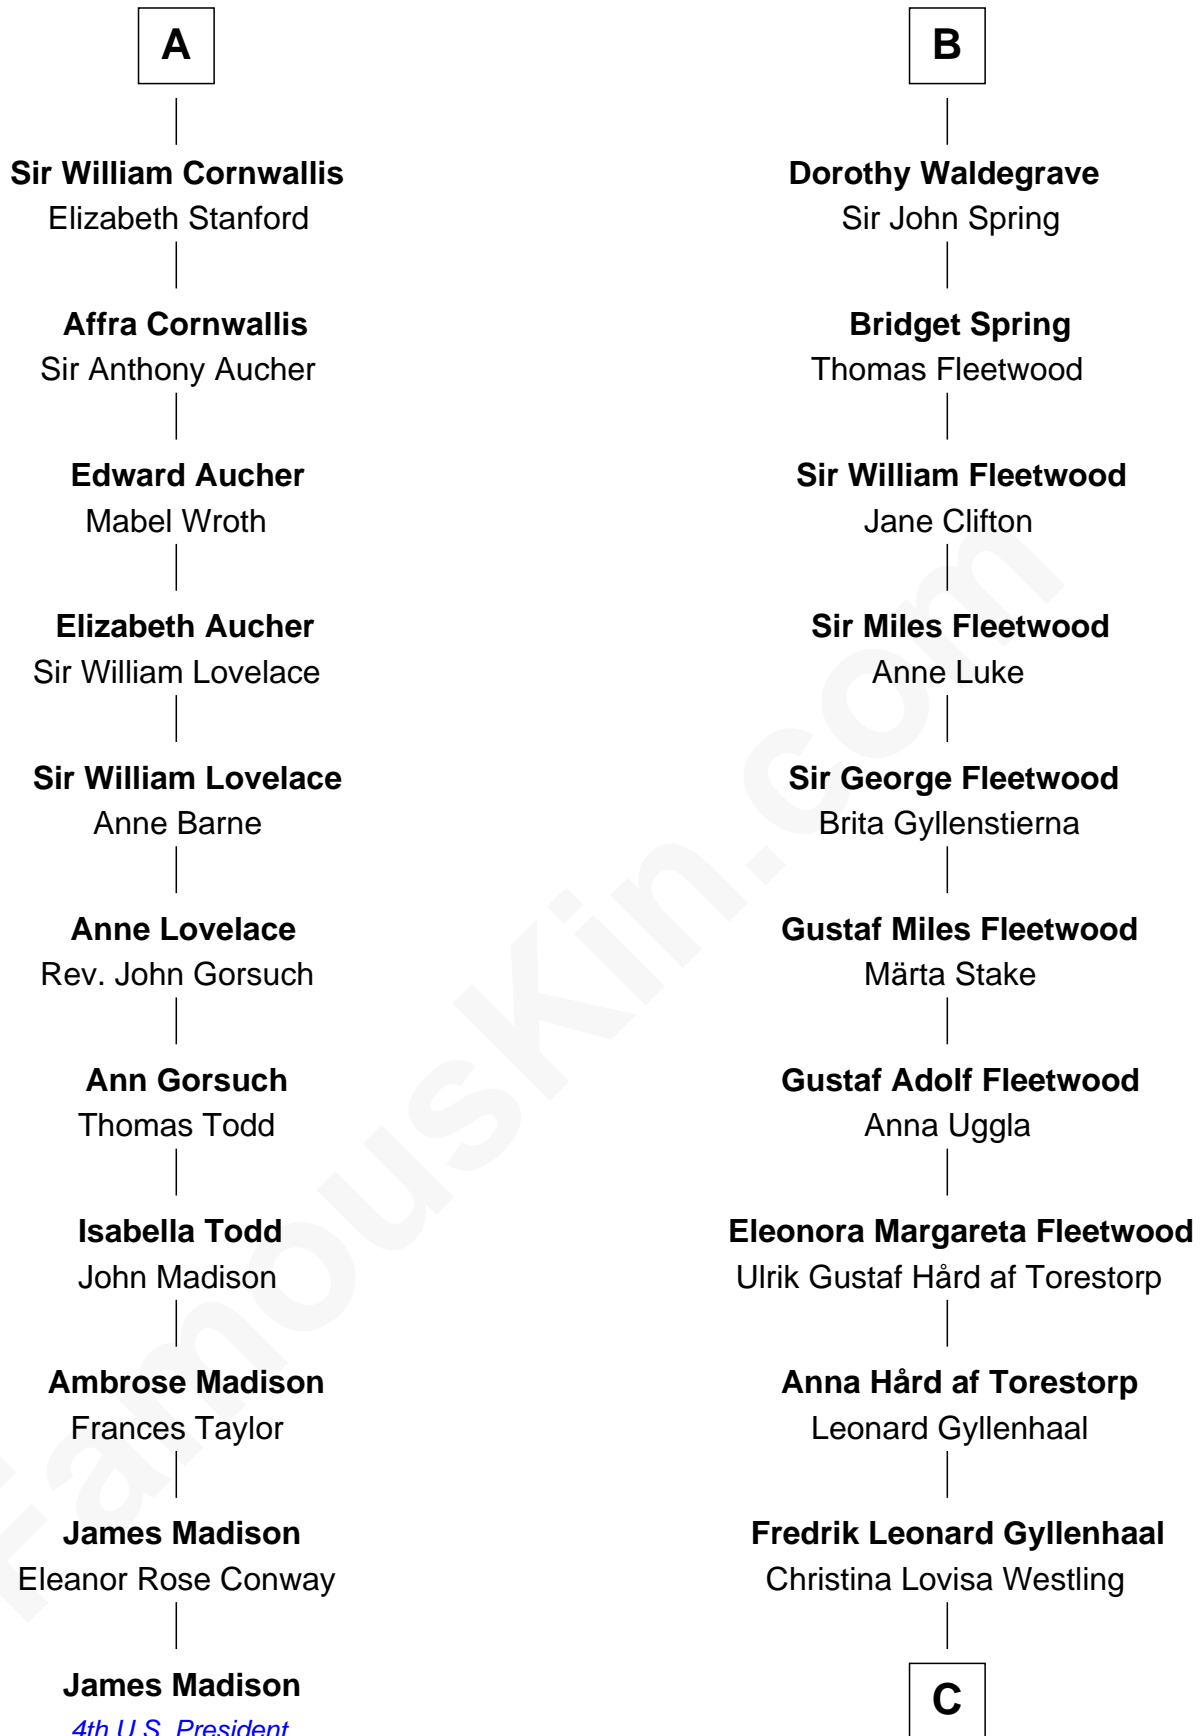 A
Sir William Cornwallis
Elizabeth Stanford
Affra Cornwallis
Sir Anthony Aucher
Edward Aucher
Mabel Wroth
Elizabeth Aucher
Sir William Lovelace
Sir William Lovelace
Anne Barne
Anne Lovelace
Rev. John Gorsuch
Ann Gorsuch
Thomas Todd
Isabella Todd
John Madison
Ambrose Madison
Frances Taylor
James Madison
Eleanor Rose Conway
James Madison
4th U.S. President
B
Dorothy Waldegrave
Sir John Spring
Bridget Spring
Thomas Fleetwood
Sir William Fleetwood
Jane Clifton
Sir Miles Fleetwood
Anne Luke
Sir George Fleetwood
Brita Gyllenstierna
Gustaf Miles Fleetwood
Märta Stake
Gustaf Adolf Fleetwood
Anna Uggla
Eleonora Margareta Fleetwood
Ulrik Gustaf Hård af Torestorp
Anna Hård af Torestorp
Leonard Gyllenhaal
Fredrik Leonard Gyllenhaal
Christina Lovisa Westling
C
FamousKin.com